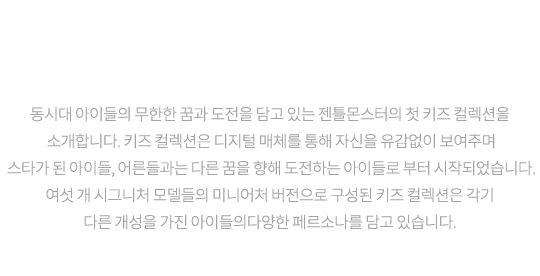 동시대 아이들의 무한한 꿈과 도전을 담고 있는 젠틀몬스터의 첫 키즈 컬렉션을
소개합니다. 키즈 컬렉션은 디지털 매체를 통해 자신을 유감없이 보여주며
스타가 된 아이들, 어른들과는 다른 꿈을 향해 도전하는 아이들로 부터 시작되었습니다.
여섯 개 시그니처 모델들의 미니어처 버전으로 구성된 키즈 컬렉션은 각기
다른 개성을 가진 아이들의다양한 페르소나를 담고 있습니다.